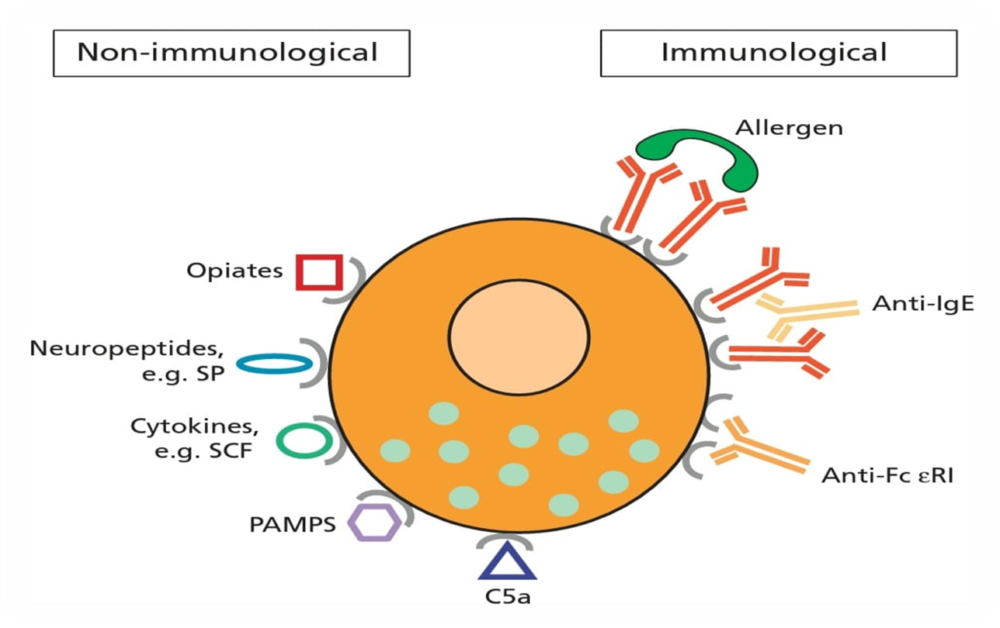 Non-immunological
Immunological
Allergen
Opiates
Anti-IgE
Neuropeptides,
e.g. SP
Cytokines,
e.g. SCF
Anti-Fc εRI
PAMPS
C5a